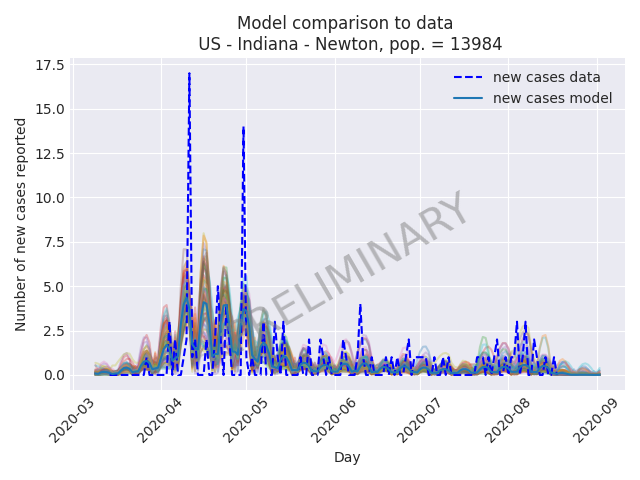 Model comparison to data
US - Indiana - Newton, pop. = 13984
17.5
15.0
12.5
10.0
7.5
5.0
2.5
0.0
Number of new cases reported
new cases data
new cases model
PRELIMINARY
2020-03
2020-04
2020-05
2020-06
2020-07
2020-08
2020-09
Day